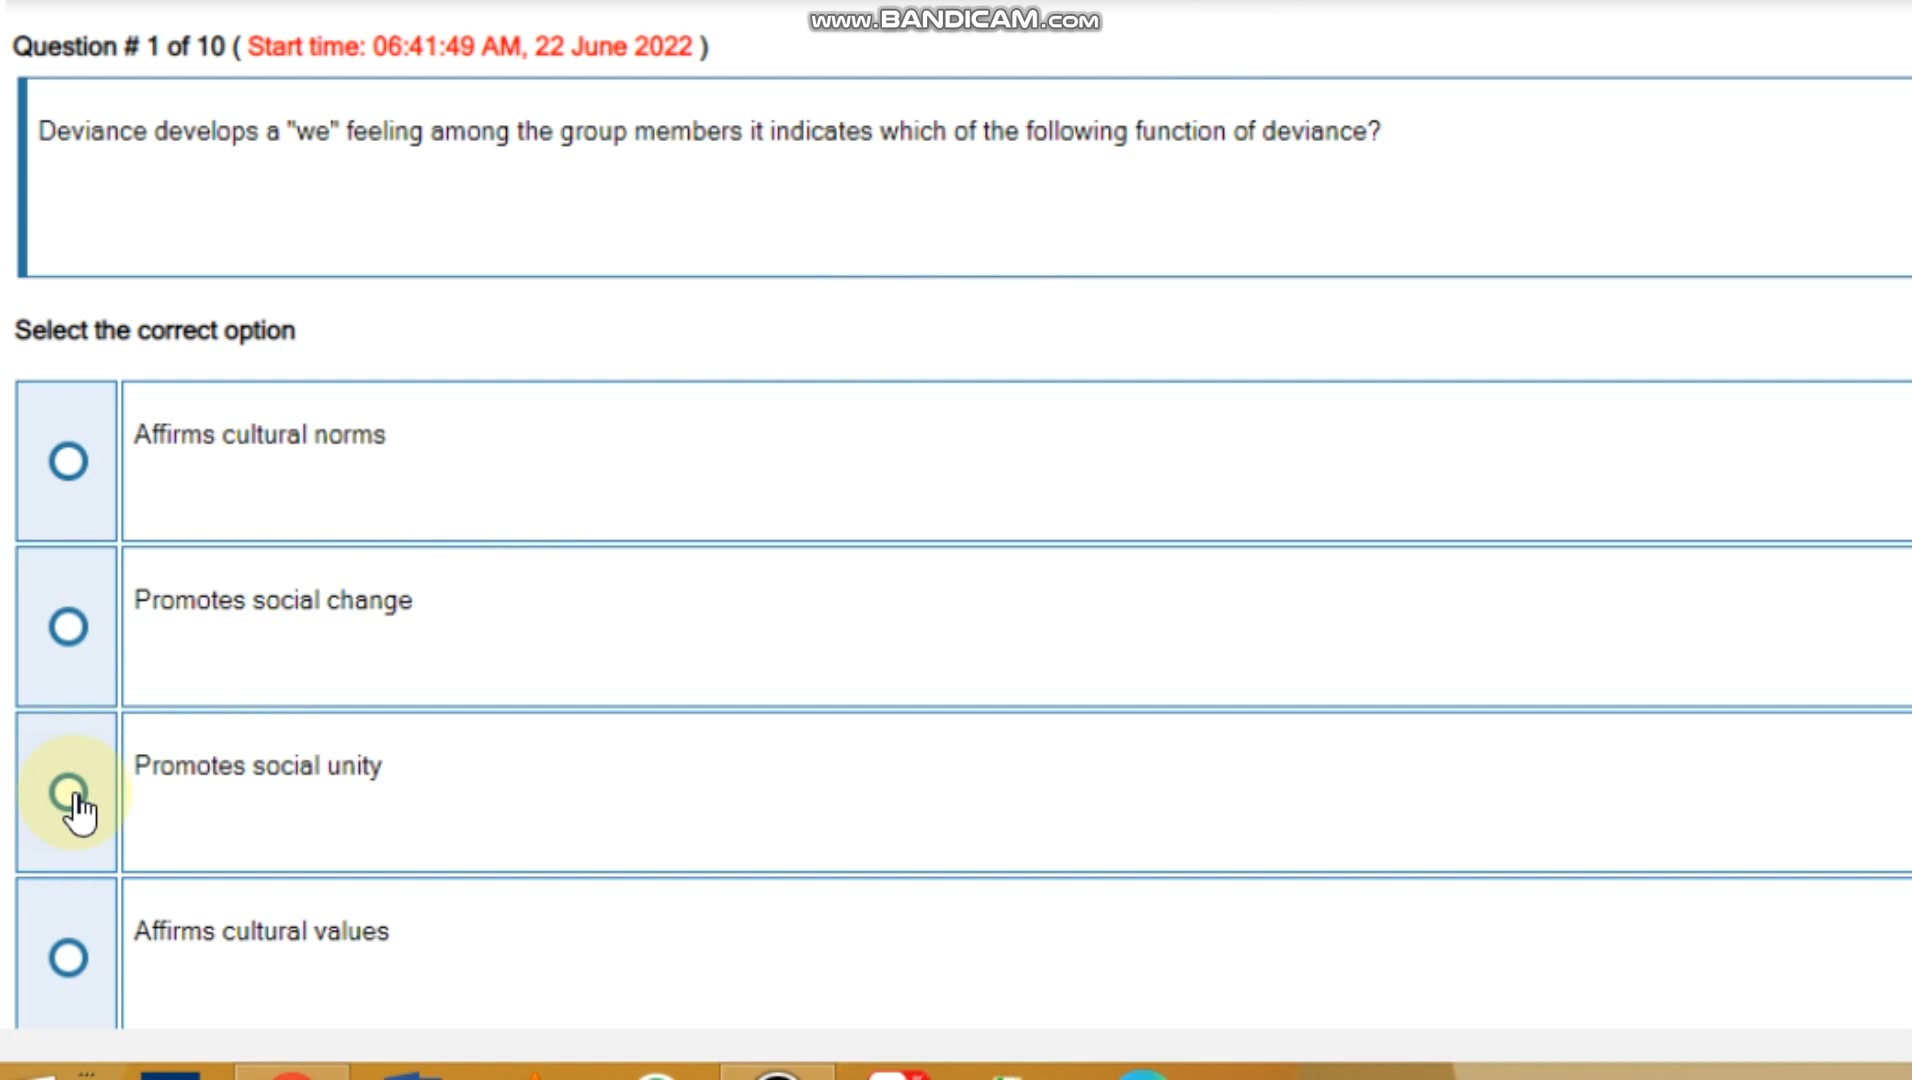 www.BANDICAM.com
Question # 1 of 10 ( Start time: 06:41:49 AM, 22 June 2022 )
Deviance develops a "we" feeling among the group members it indicates which of the following function of deviance?
Select the correct option
Affirms cultural norms
Promotes social change
Promotes social unity
Affirms cultural values